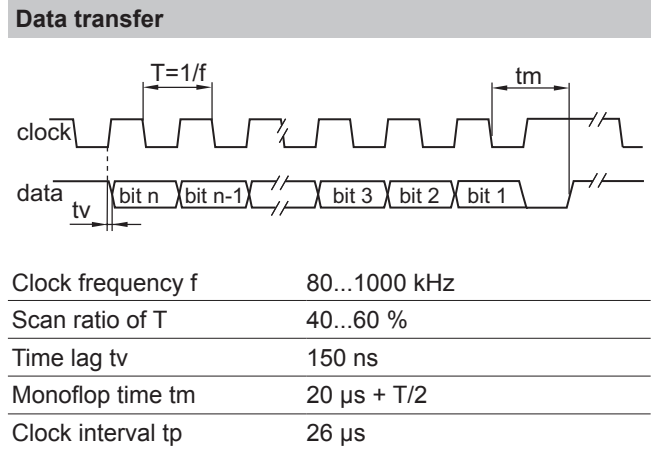 Data transfer
T=1/f
tm
clock
data
bit n
bit n-1
bit 3
bit 2
bit 1
tv
Clock frequency f 80...1000 kHz
Scan ratio of T 40...60 %
Time lag tv 150 ns
Monoflop time tm 20 µs + T/2
Clock interval tp 26 µs